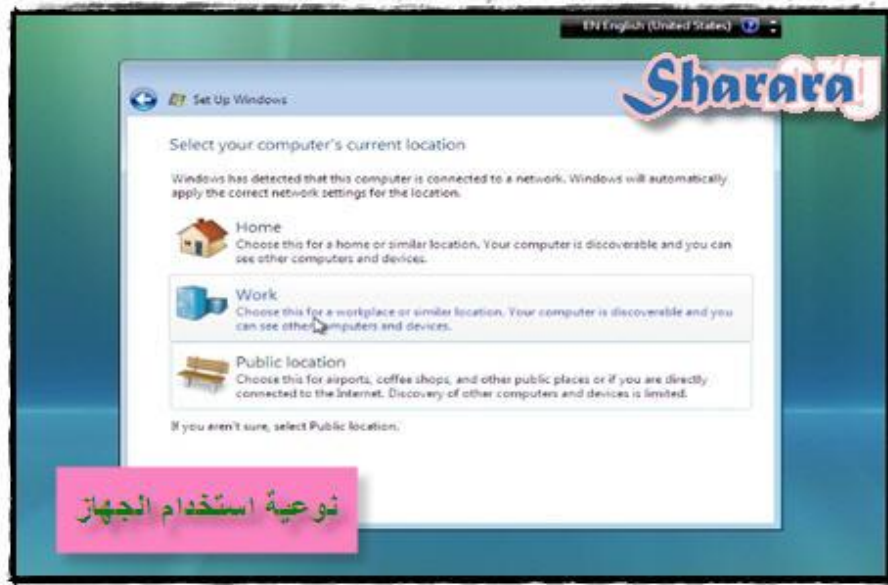 EN English (United States)
Sharara
Set Up Windows
Select your computer's current location
Windows has detected that this computer is connected to a network. Windows will automatically
apply the correct network settings for the location.
Home
Choose this for a home or similar location. Your computer is discoverable and you can
see other computers and devices.
Work
Choose this for a workplace or similar location. Your computer is discoverable and you
can see other computers and devices.
Public location
Choose this for airports, coffee shops, and other public places or if you are directly
connected to the Internet. Discovery of other computers and devices is limited.
If you aren't sure, select Public location.
نوعية استخدام الجهاز